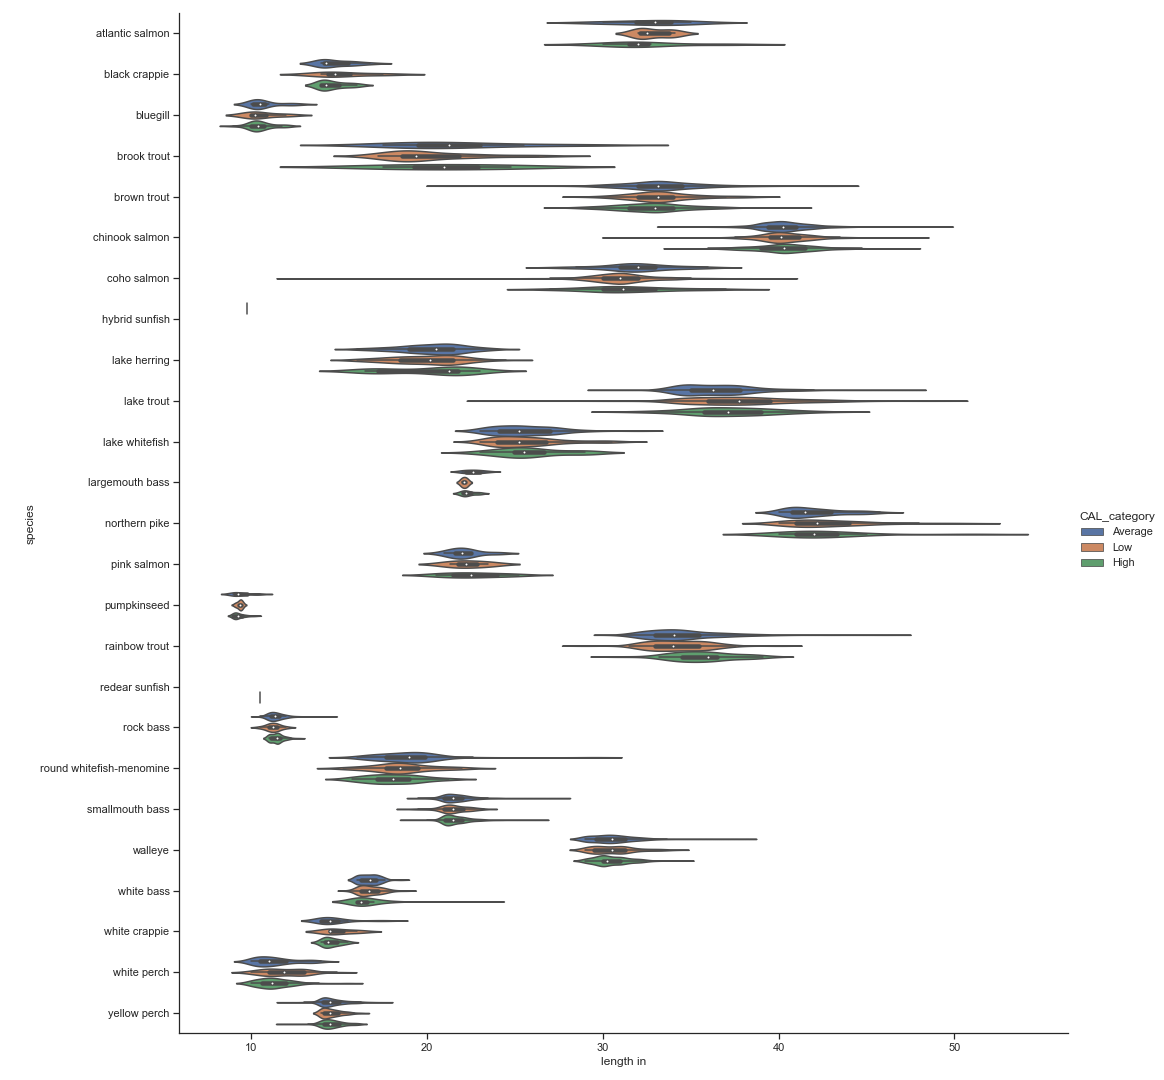 atlantic salmon
black crappie
bluegill
brook trout
brown trout
chinook salmon
coho salmon
hybrid sunfish
lake herring
lake trout
lake whitefish
largemouth bass
northern pike
pink salmon
pumpkinseed
rainbow trout
redear sunfish
rock bass
round whitefish-menomine
smallmouth bass
walleye
white bass
white crappie
white perch
yellow perch
species
10 20 30 40 50
length in
CAL_category
Average
Low
High